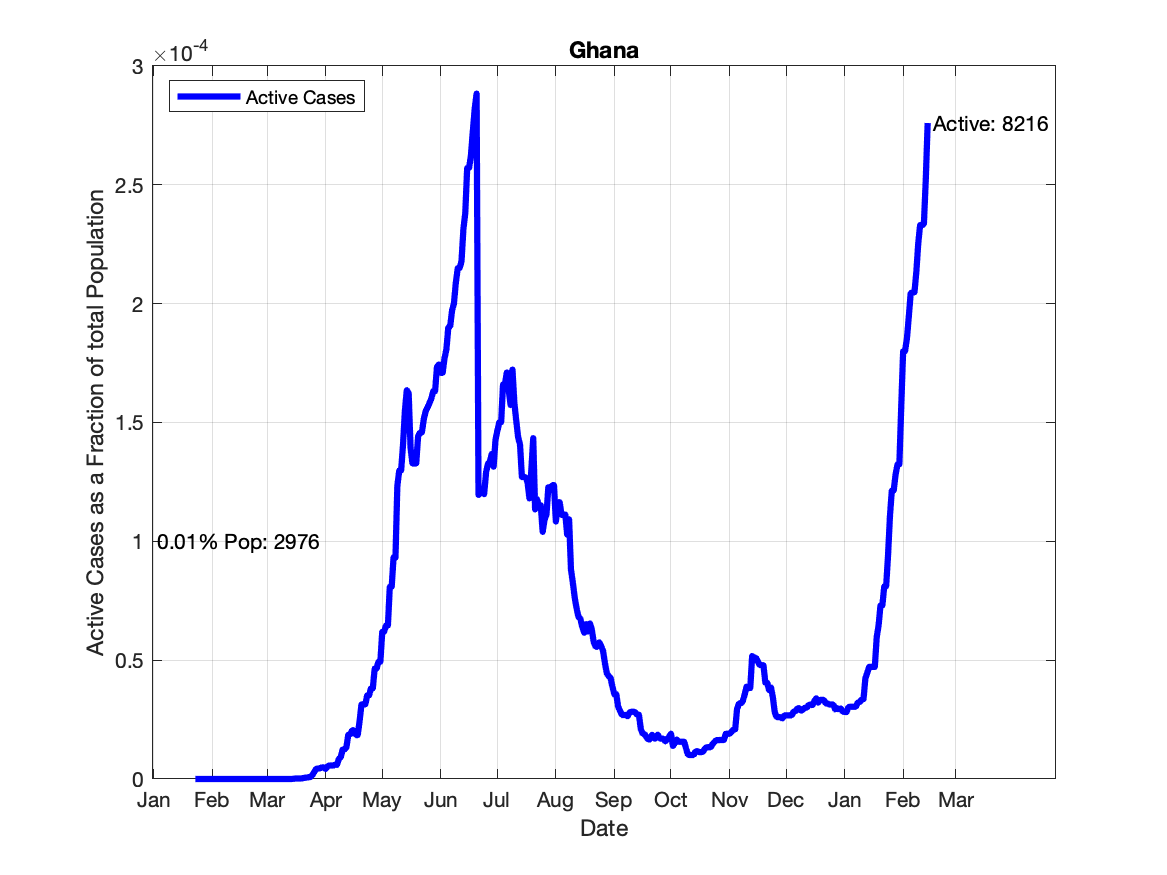 Ghana
×10^-4
Active Cases
3
2.5
2
1.5
1
0.5
0
Active Cases as a Fraction of total Population
Active: 8216
0.01% Pop: 2976
Jan Feb Mar Apr May Jun Jul Aug Sep Oct Nov Dec Jan Feb Mar
Date